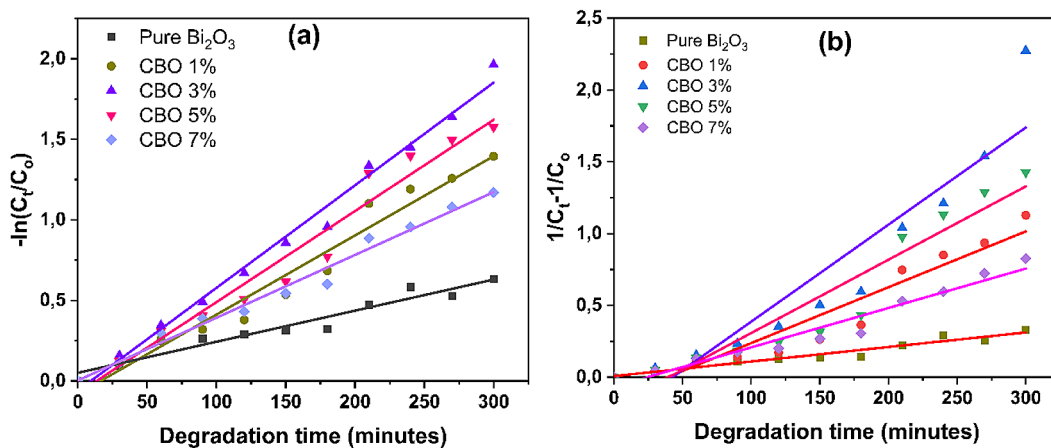 (a)
-ln(Cₜ/Cₒ)
2,0
1,5
1,0
0,5
0,0
Pure Bi₂O₃
CBO 1%
CBO 3%
CBO 5%
CBO 7%
0 50 100 150 200 250 300
Degradation time (minutes)
(b)
1/Cₜ-1/Cₒ
2,5
2,0
1,5
1,0
0,5
0,0
Pure Bi₂O₃
CBO 1%
CBO 3%
CBO 5%
CBO 7%
0 50 100 150 200 250 300
Degradation time (minutes)